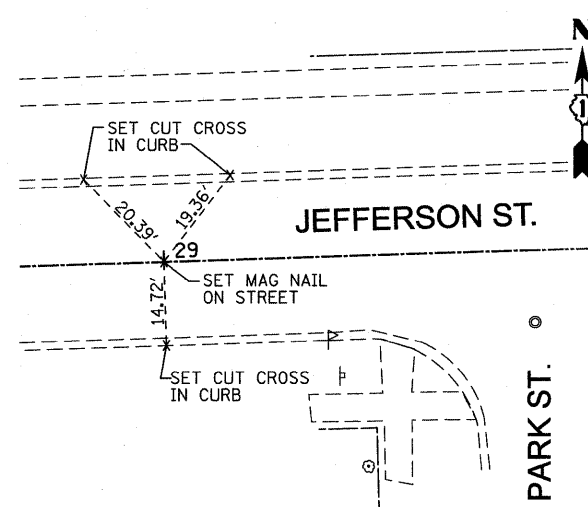 N
1
SET CUT CROSS
IN CURB
20.39'
19.36'
JEFFERSON ST.
29
SET MAG NAIL
ON STREET
14.72'
SET CUT CROSS
IN CURB
PARK ST.